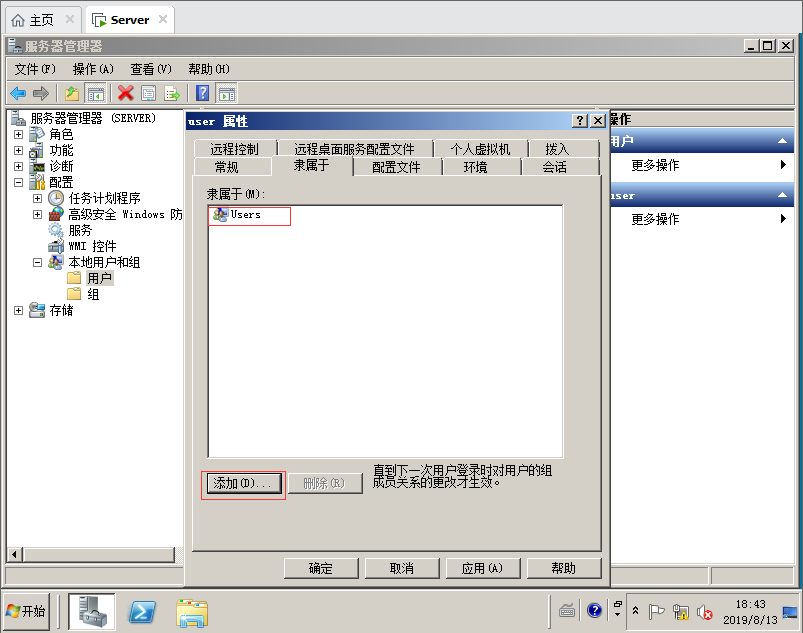 主页
Server
服务器管理器
文件(F) 操作(A) 查看(V) 帮助(H)
服务器管理器 (SERVER)
角色
功能
诊断
配置
任务计划程序
高级安全 Windows 防
服务
WMI 控件
本地用户和组
用户
组
存储
user 属性
远程控制 远程桌面服务配置文件 个人虚拟机 拨入
常规 隶属于 配置文件 环境 会话
隶属于(M):
Users
添加(D)... 删除(R)
直到下一次用户登录时对用户的组
成员关系的更改才生效。
确定 取消 应用(A) 帮助
操作
用户
更多操作
user
更多操作
开始
18:43
2019/8/13